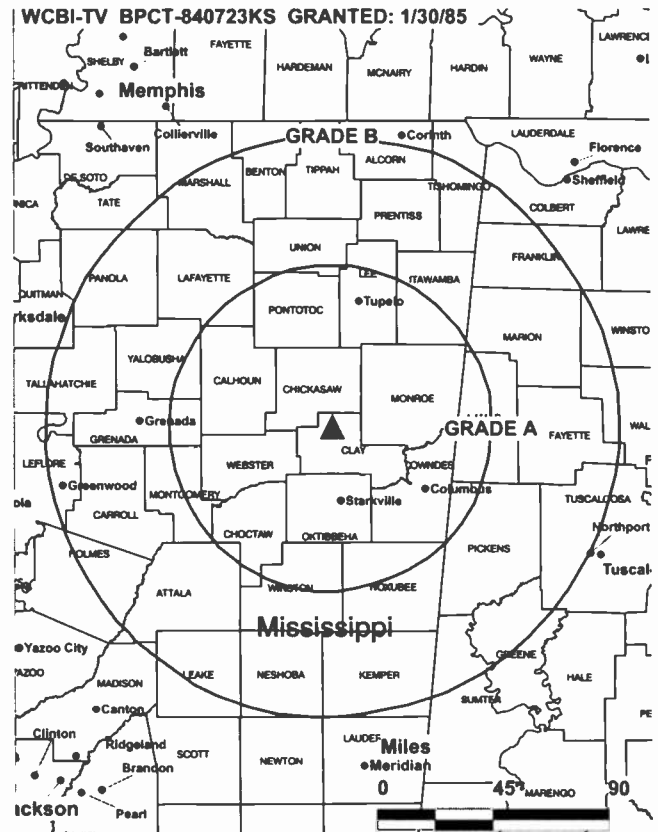 WCBI-TV BPCT-840723KS GRANTED: 1/30/85
FAYETTE
LAWRENCE
SHELBY
Bartlett
HARDEMAN
MCNAIRY
HARDIN
WAYNE
Memphis
Southaven
Collierville
GRADE B
Corinth
LAUDERDALE
Florence
DE SOTO
MARSHALL
BENTON
TIPPAH
ALCORN
TISHOMINGO
Sheffield
TATE
PRENTISS
COLBERT
UNION
FRANKLIN
PANOLA
LAFAYETTE
LEE
ITAWAMBA
QUITMAN
PONTOTOC
Tupelo
MARION
YALOBUSHA
TALLAHATCHIE
CALHOUN
CHICKASAW
MONROE
Grenada
GRADE A
GRENADA
FAYETTE
CLAY
LEFLORE
WEBSTER
LOWNDES
Greenwood
MONTGOMERY
Starkville
Columbus
TUSCALOOSA
CARROLL
CHOCTAW
OKTIBBEHA
Northport
HOLMES
PICKENS
Tuscal
ATTALA
WINSTON
NOXUBEE
Mississippi
Yazoo City
GREENE
LEAKE
NESHOBA
KEMPER
HALE
MADISON
SUMTER
Canton
Clinton
Ridgeland
SCOTT
NEWTON
LAUDER
Miles
Brandon
Meridian
0 45 90
Pearl
MARENGO